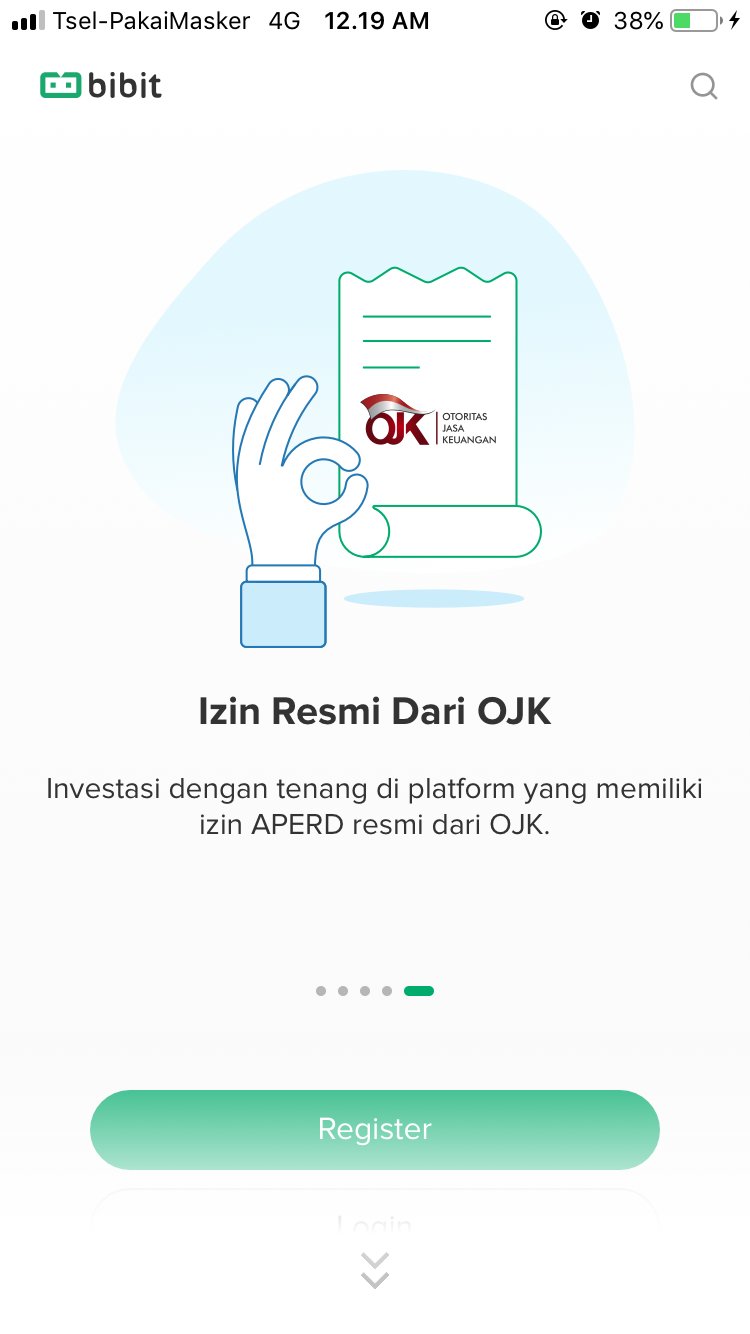 Tsel-PakaiMasker 4G 12.19 AM 38%
bibit
OJK
OTORITAS
JASA
KEUANGAN
Izin Resmi Dari OJK
Investasi dengan tenang di platform yang memiliki
izin APERD resmi dari OJK.
Register
Login